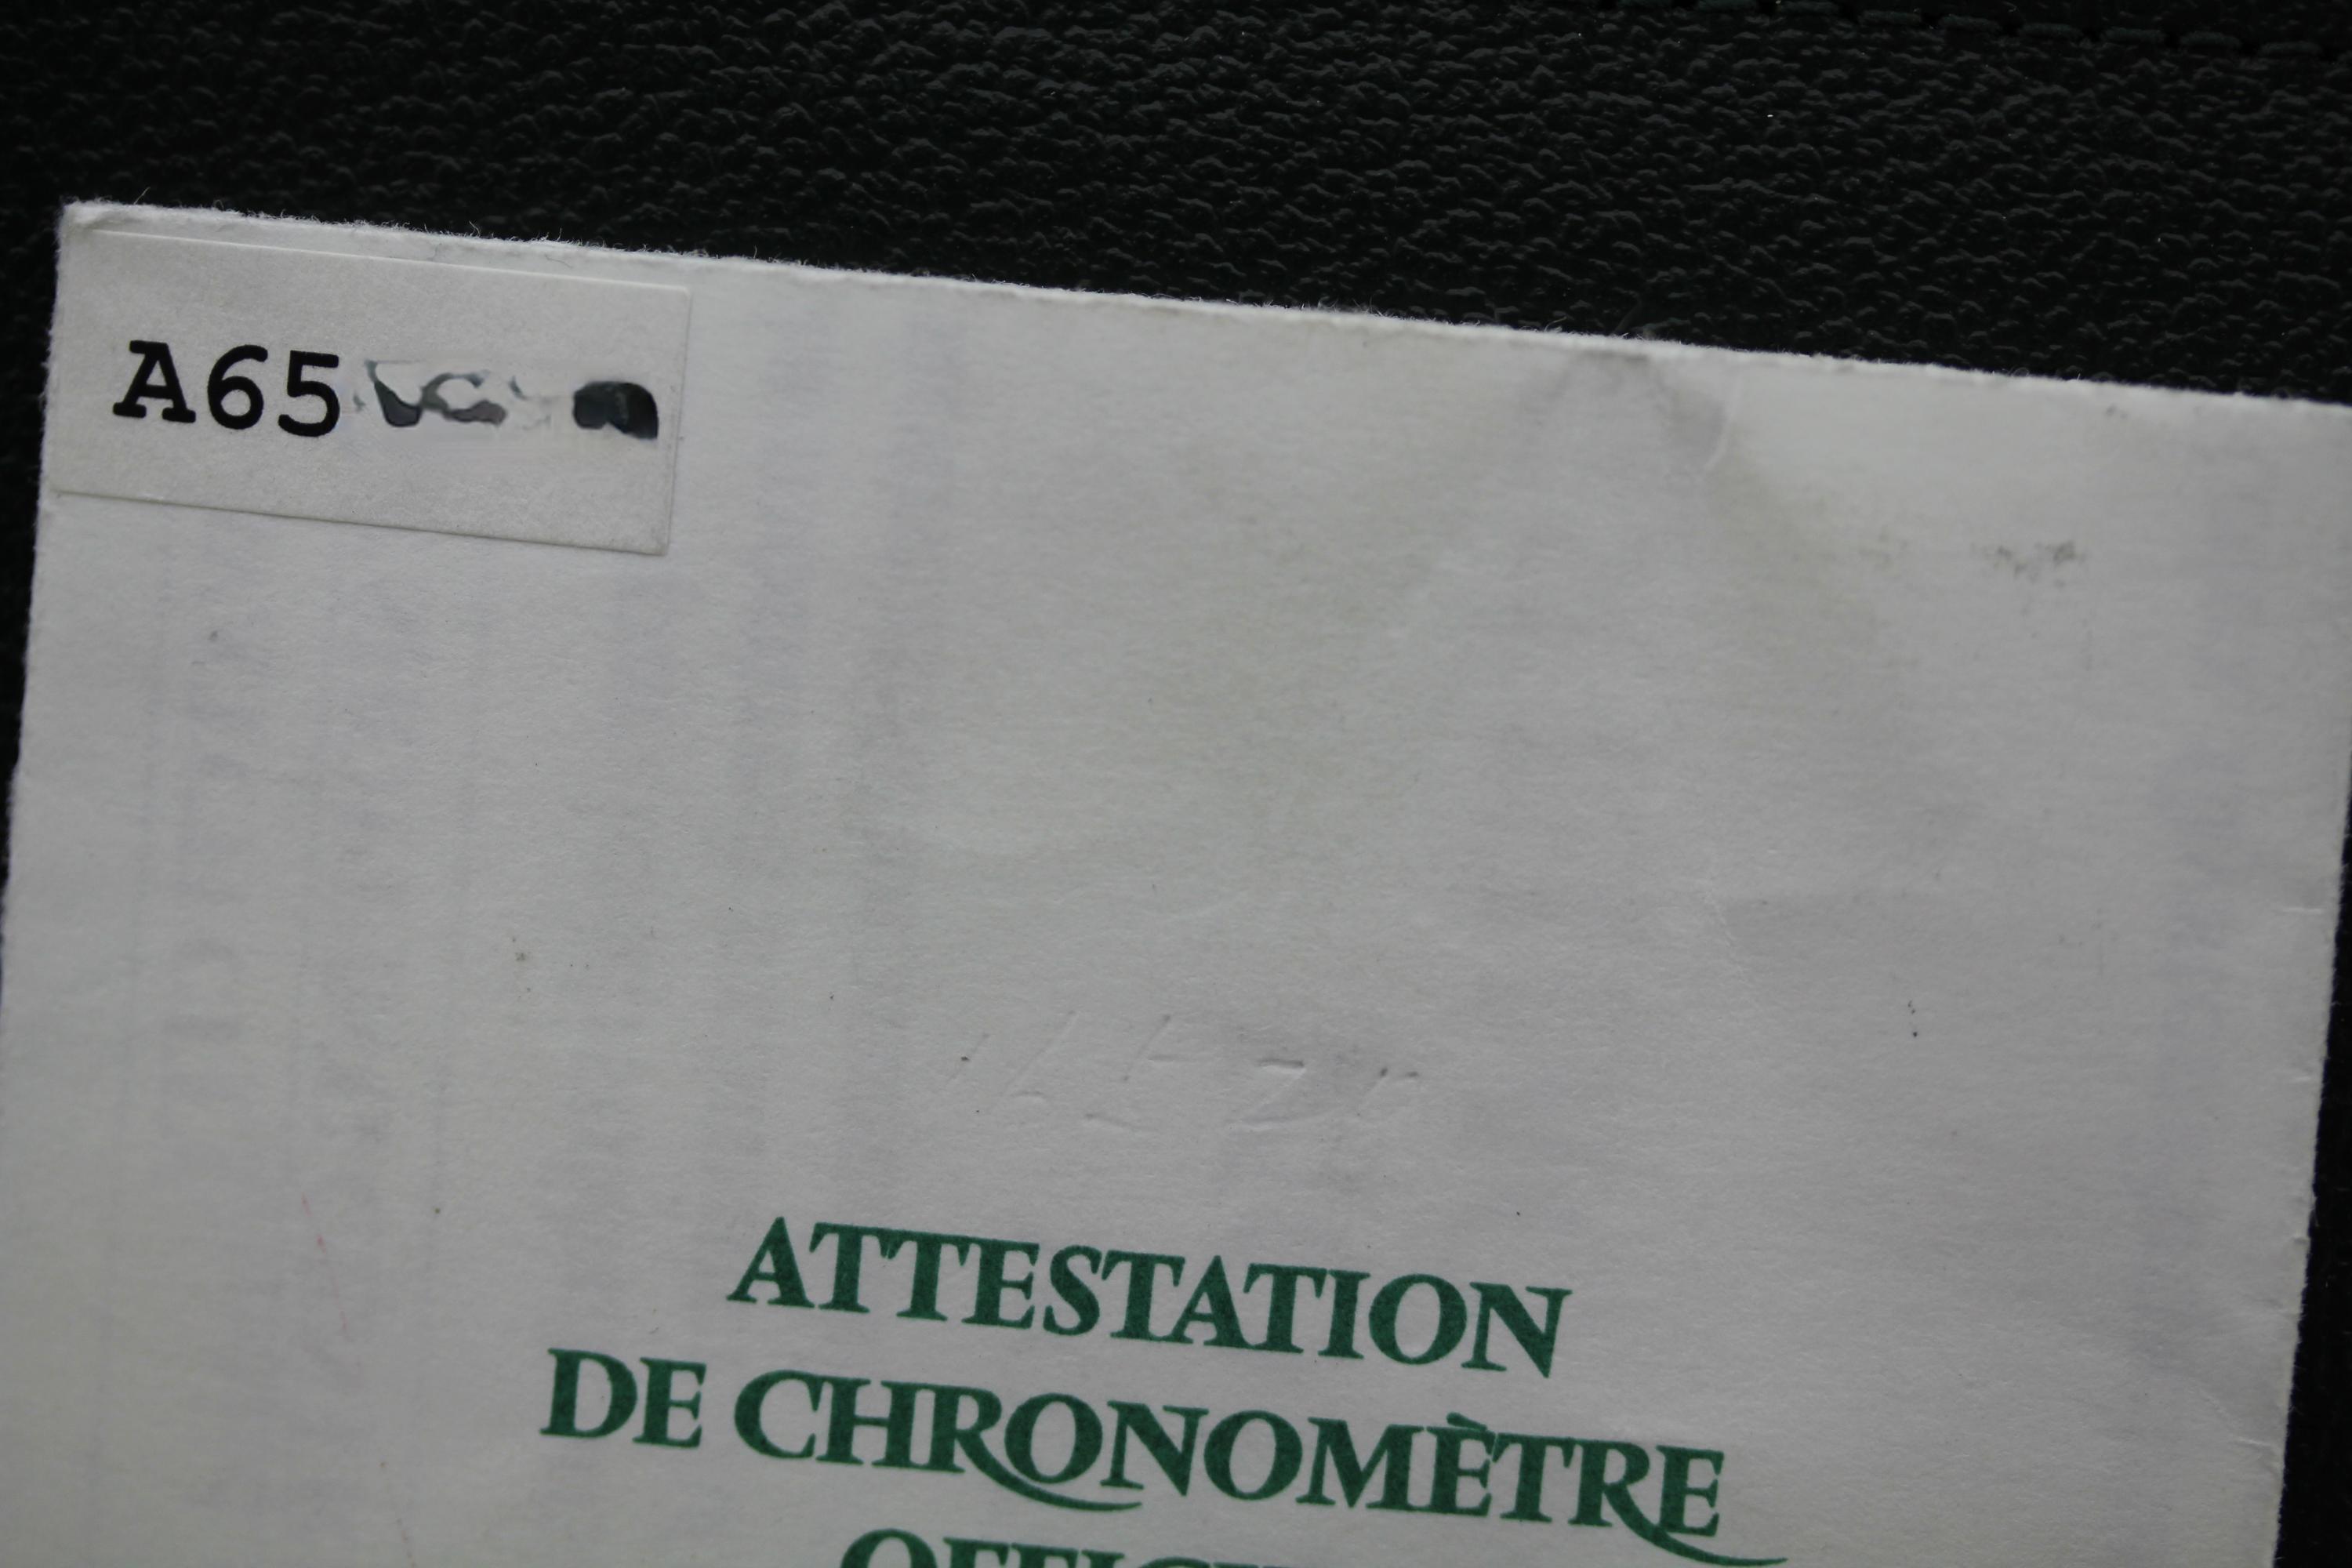 A65
ATTESTATION
DE CHRONOMÈTRE